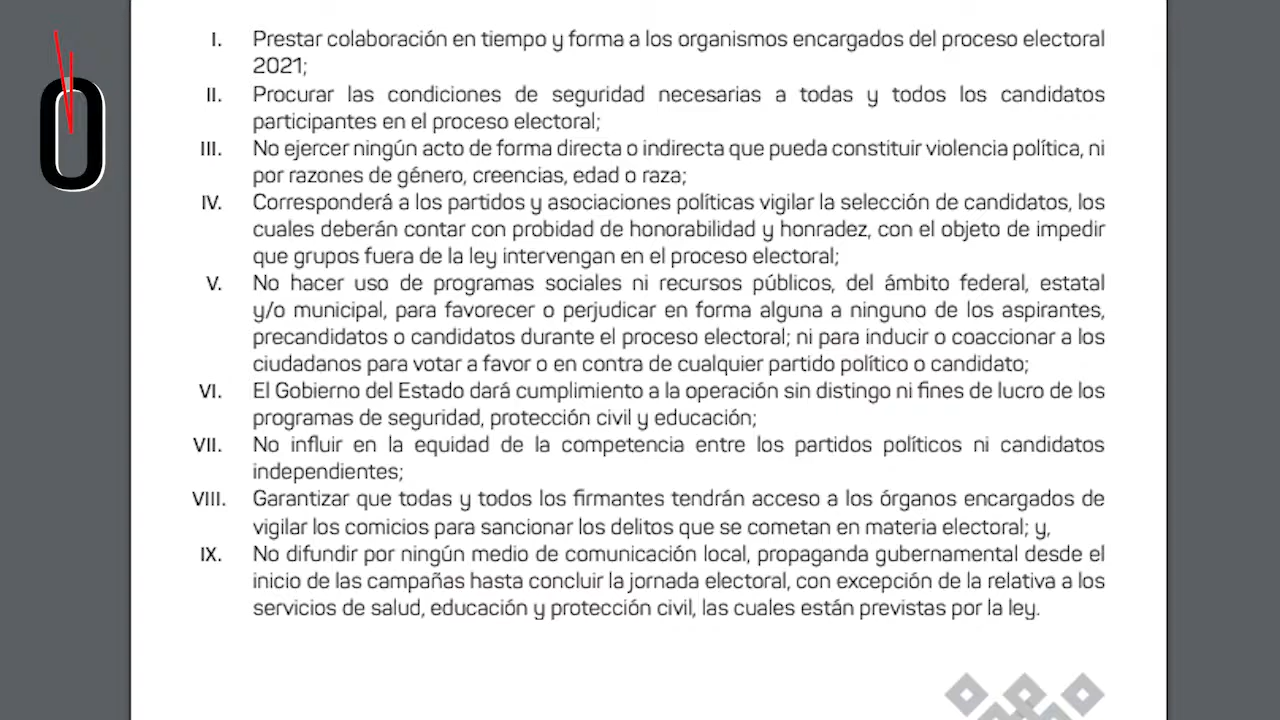 I. Prestar colaboración en tiempo y forma a los organismos encargados del proceso electoral
2021;
II. Procurar las condiciones de seguridad necesarias a todas y todos los candidatos
participantes en el proceso electoral;
III. No ejercer ningún acto de forma directa o indirecta que pueda constituir violencia política, ni
por razones de género, creencias, edad o raza;
IV. Corresponderá a los partidos y asociaciones políticas vigilar la selección de candidatos, los
cuales deberán contar con probidad de honorabilidad y honradez, con el objeto de impedir
que grupos fuera de la ley intervengan en el proceso electoral;
V. No hacer uso de programas sociales ni recursos públicos, del ámbito federal, estatal
y/o municipal, para favorecer o perjudicar en forma alguna a ninguno de los aspirantes,
precandidatos o candidatos durante el proceso electoral; ni para inducir o coaccionar a los
ciudadanos para votar a favor o en contra de cualquier partido político o candidato;
VI. El Gobierno del Estado dará cumplimiento a la operación sin distingo ni fines de lucro de los
programas de seguridad, protección civil y educación;
VII. No influir en la equidad de la competencia entre los partidos políticos ni candidatos
independientes;
VIII. Garantizar que todas y todos los firmantes tendrán acceso a los órganos encargados de
vigilar los comicios para sancionar los delitos que se cometan en materia electoral; y,
IX. No difundir por ningún medio de comunicación local, propaganda gubernamental desde el
inicio de las campañas hasta concluir la jornada electoral, con excepción de la relativa a los
servicios de salud, educación y protección civil, las cuales están previstas por la ley.